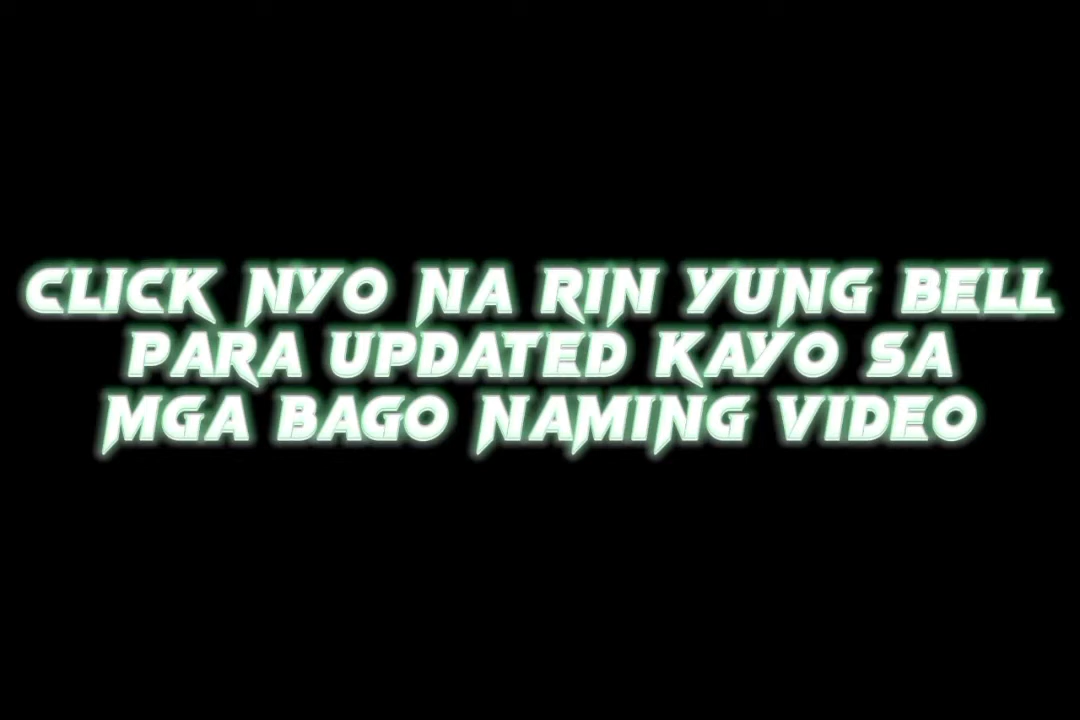 CLICK NYO NA RIN YUNG BELL
PARA UPDATED KAYO SA
MGA BAGO NAMING VIDEO